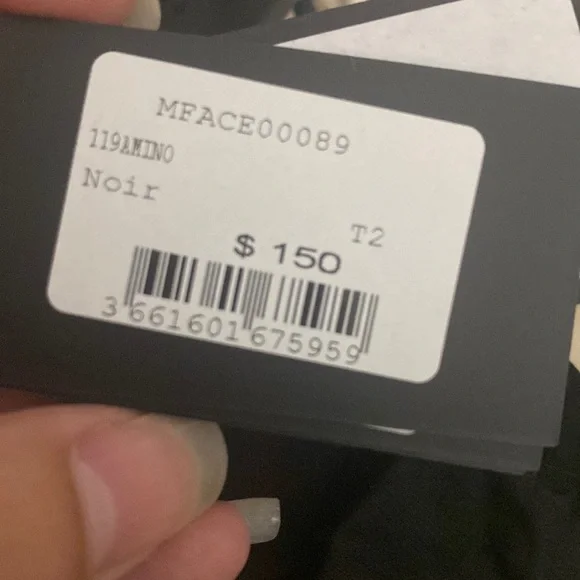 MFACE00089
119AMINO
Noir
T2
$ 150
3 661601 675959